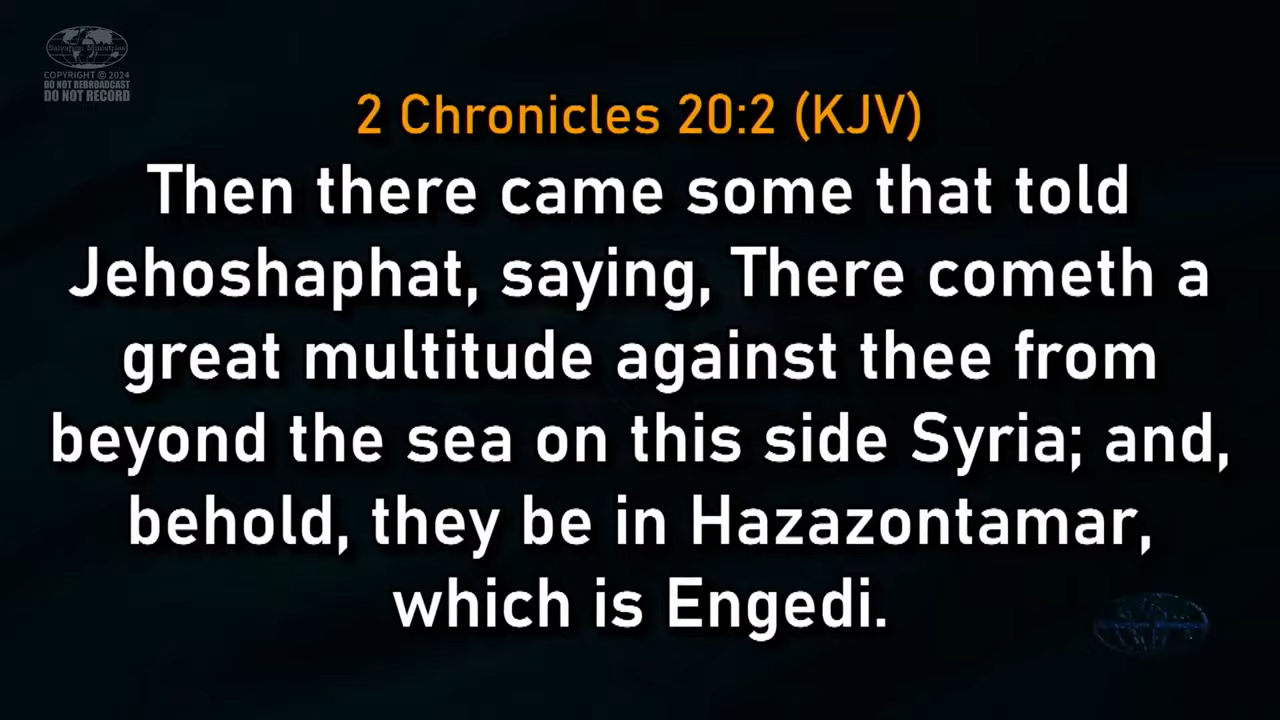 Salvation Ministries
COPYRIGHT © 2024
DO NOT REBROADCAST
DO NOT RECORD
2 Chronicles 20:2 (KJV)
Then there came some that told
Jehoshaphat, saying, There cometh a
great multitude against thee from
beyond the sea on this side Syria; and,
behold, they be in Hazazontamar,
which is Engedi.